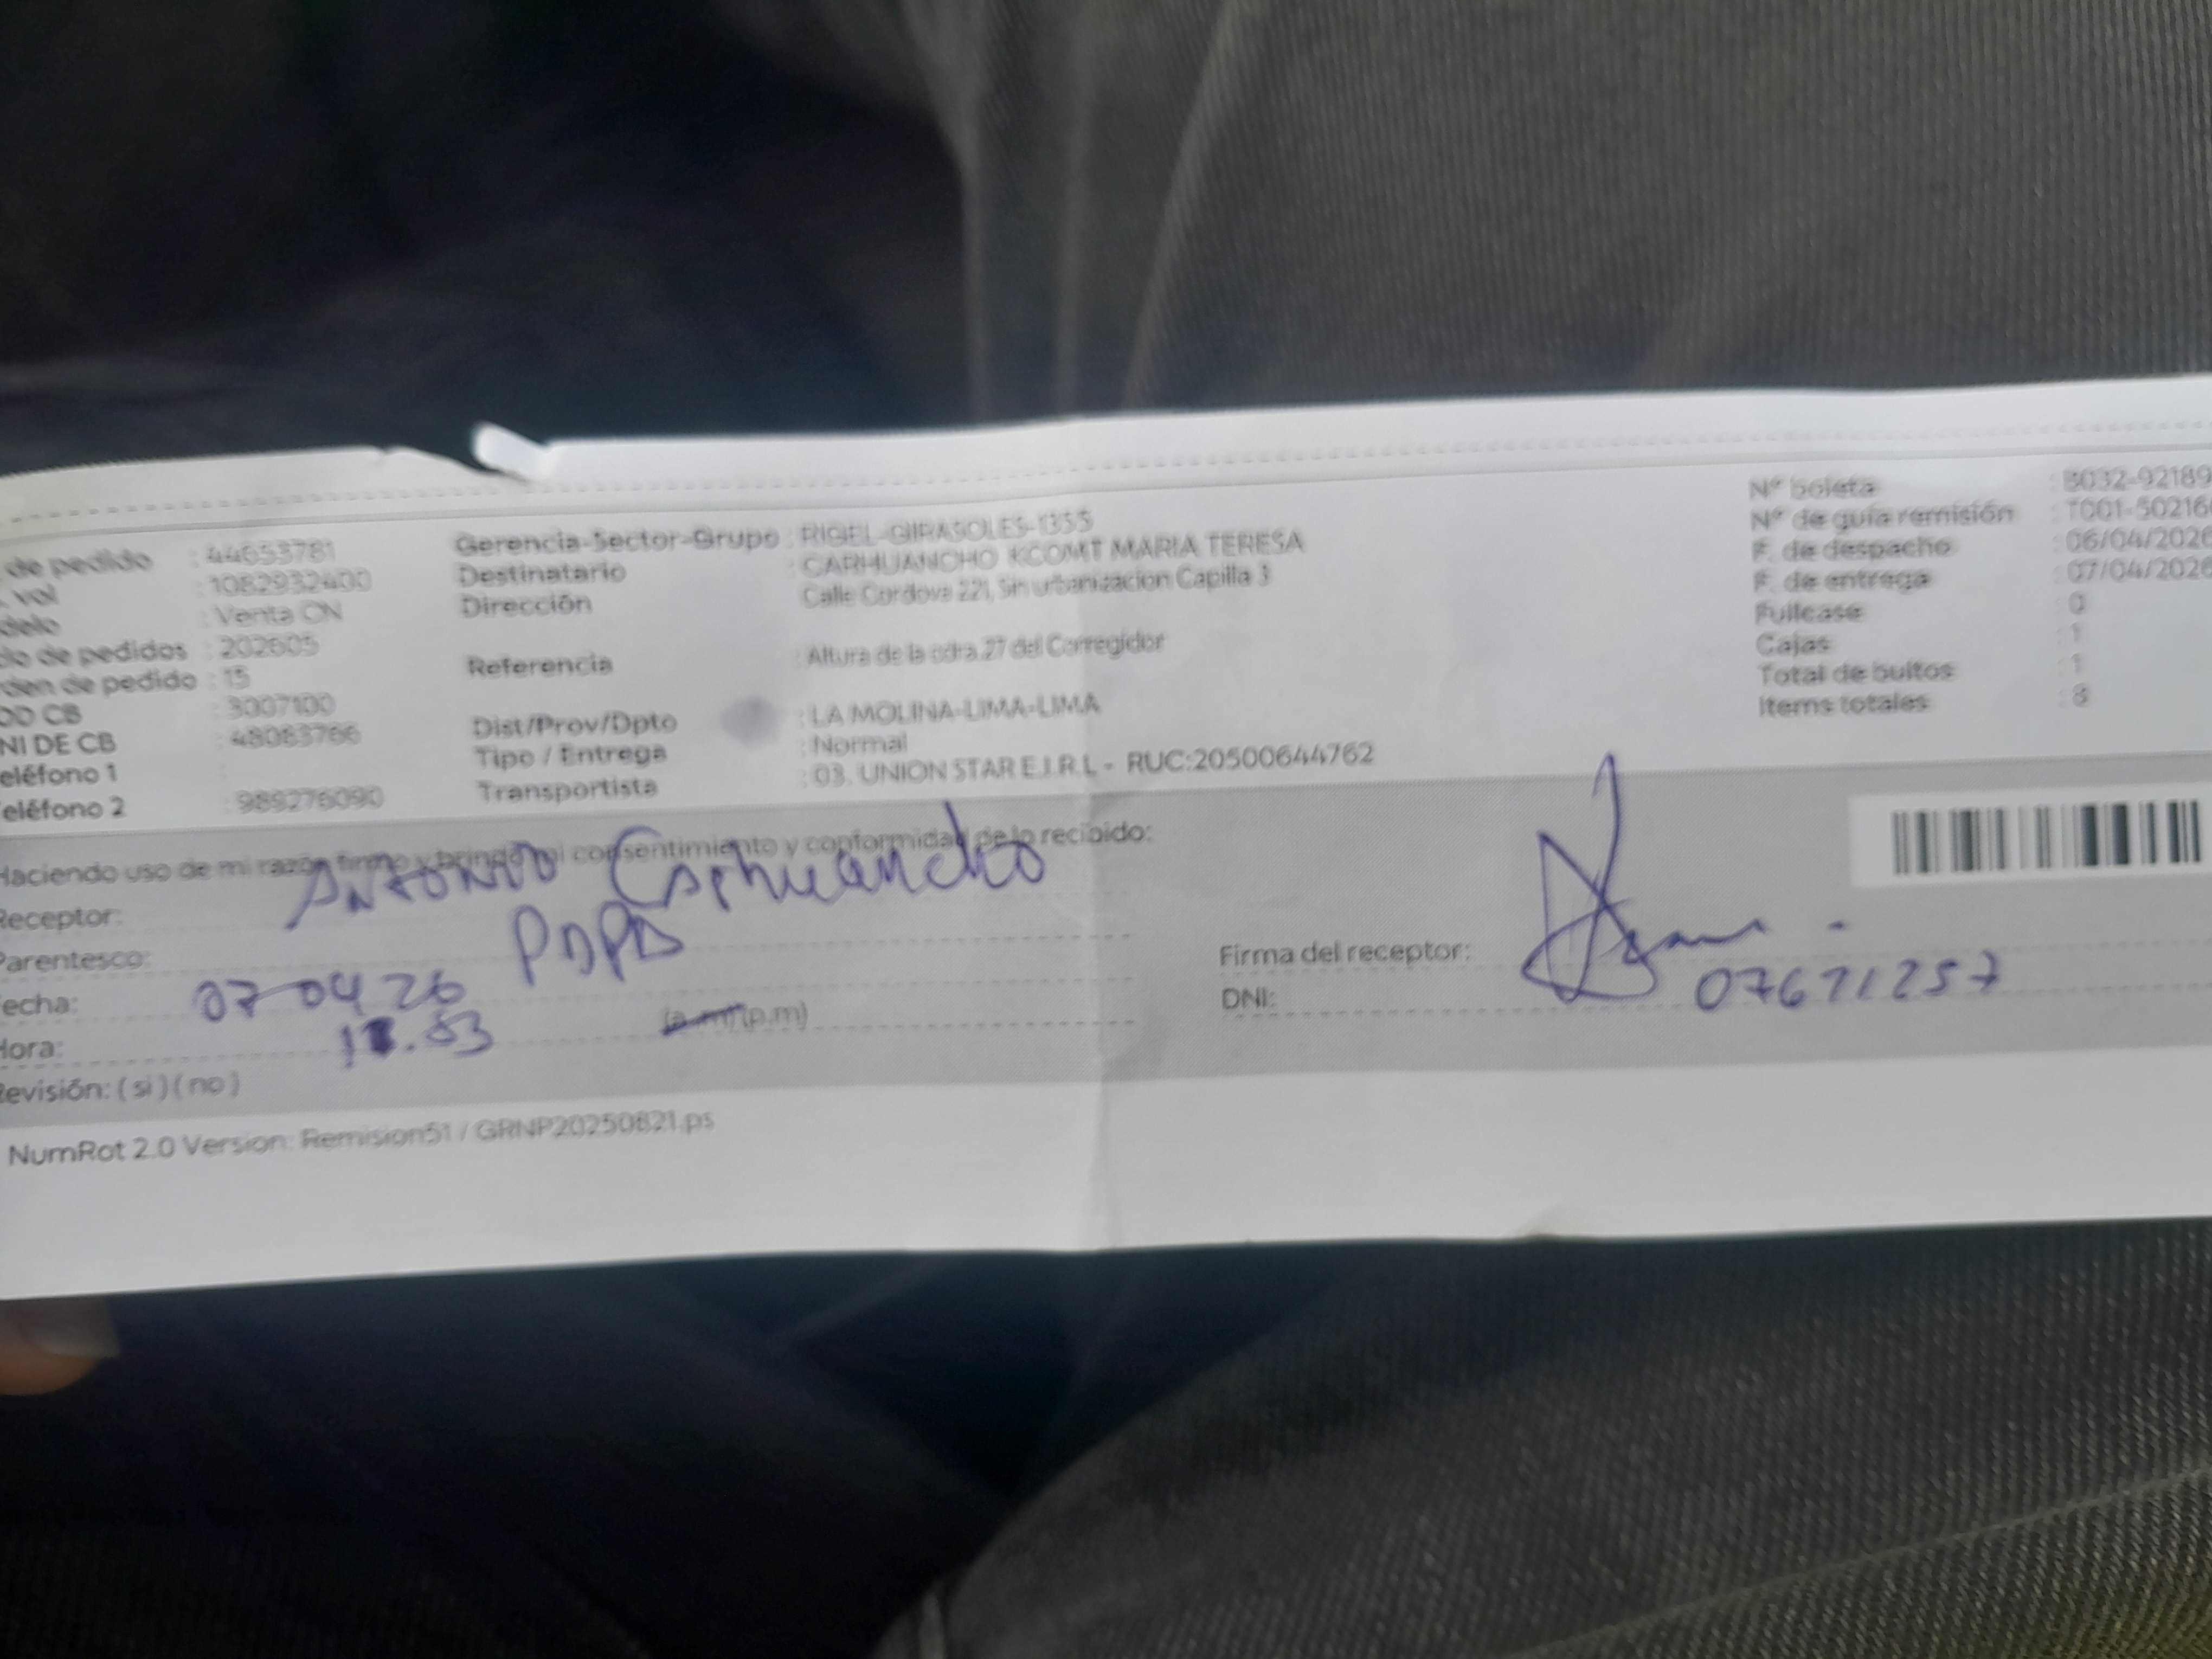 de pedido : 44653781
vol : 1082932400
delo : Venta CN
lo de pedidos : 202605
den de pedido : 15
OD CB : 3007100
NI DE CB : 48083766
eléfono 1 :
eléfono 2 : 989276090
Gerencia-Sector-Grupo : RIGEL-GIRASOLES-1355
Destinatario : CARHUANCHO KCOMT MARIA TERESA
Dirección : Calle Cordova 221, Sin urbanizacion Capilla 3
Referencia : Altura de la cdra 27 del Corregidor
Dist/Prov/Dpto : LA MOLINA-LIMA-LIMA
Tipo / Entrega : Normal
Transportista : 03. UNION STAR E.I.R.L - RUC:20500644762
N° boleta : B032-92189
N° de guía remisión : T001-50216
F. de despacho : 06/04/2026
F. de entrega : 07/04/2026
Fullcase : 0
Cajas : 1
Total de bultos : 1
Items totales : 8
Haciendo uso de mi razón firmo y brindo mi consentimiento y conformidad de lo recibido:
Receptor: ANTONIO Carhuancho
Parentesco: PAPA
echa: 07 04 26
Hora: .53 (a.m)(p.m)
Revisión: (si)(no)
Firma del receptor:
DNI: 07671257
NumRot 2.0 Version: Remision51 / GRNP20250821.ps